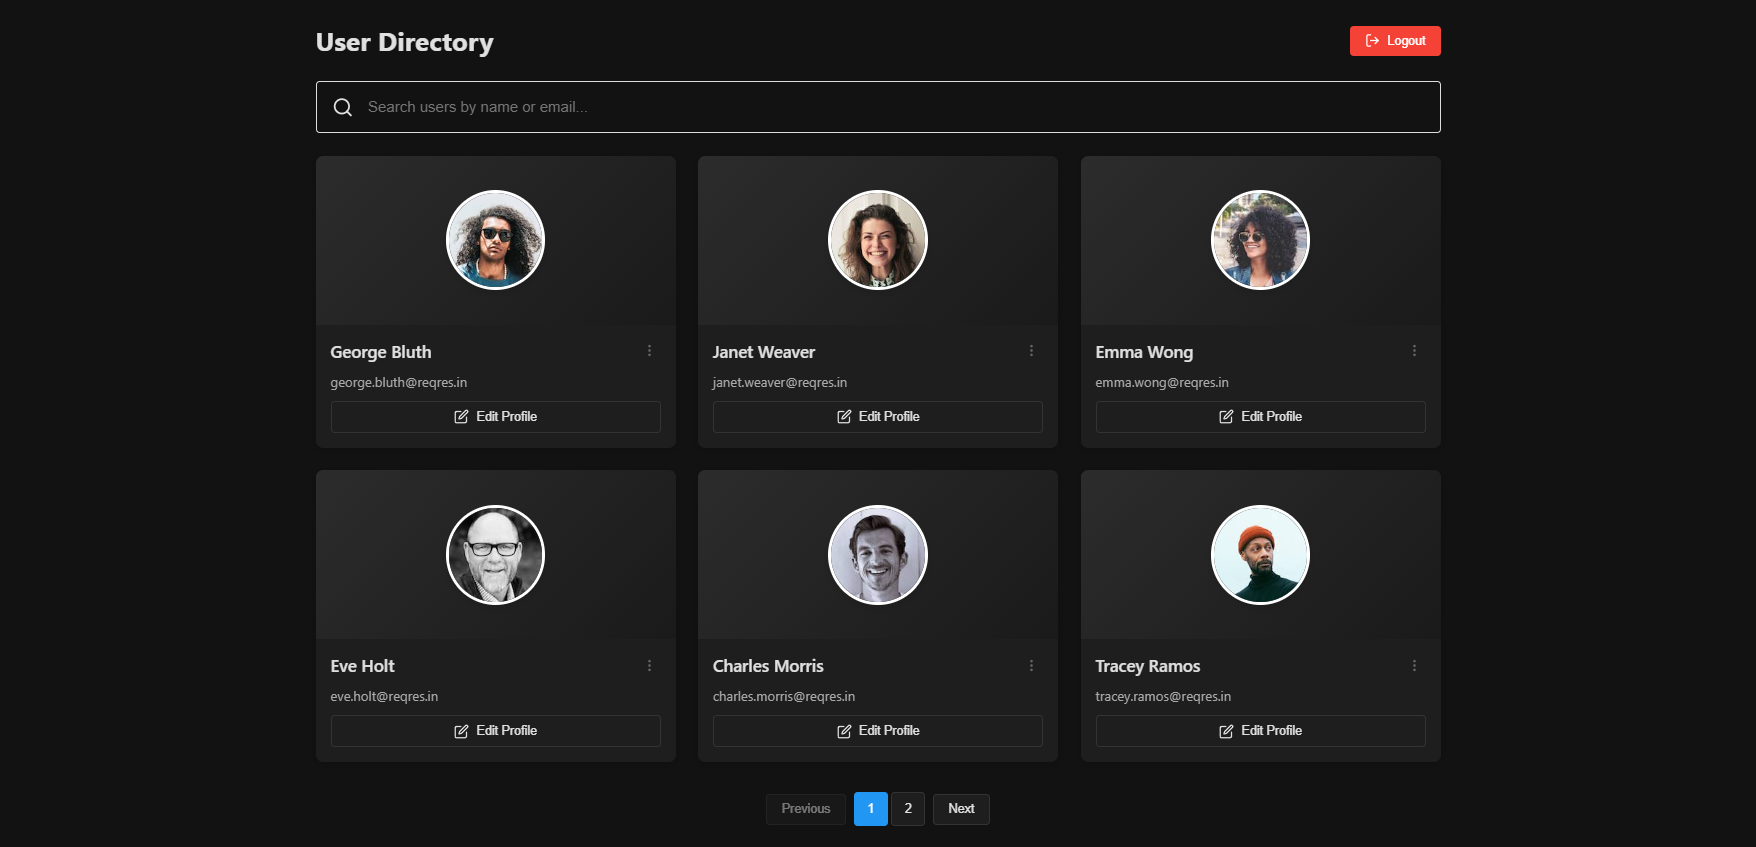 User Directory
Logout
Search users by name or email...
George Bluth
george.bluth@reqres.in
Edit Profile
Janet Weaver
janet.weaver@reqres.in
Edit Profile
Emma Wong
emma.wong@reqres.in
Edit Profile
Eve Holt
eve.holt@reqres.in
Edit Profile
Charles Morris
charles.morris@reqres.in
Edit Profile
Tracey Ramos
tracey.ramos@reqres.in
Edit Profile
Previous 1 2 Next